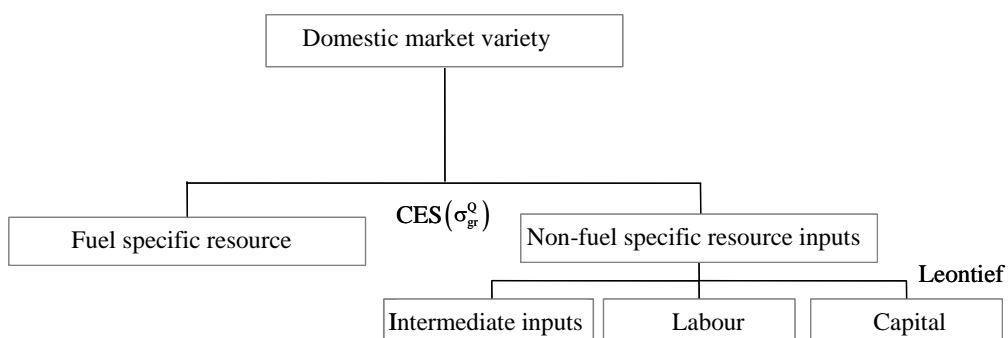 Domestic market variety
CES(σ_gr^Q)
Fuel specific resource
Non-fuel specific resource inputs
Leontief
Intermediate inputs
Labour
Capital